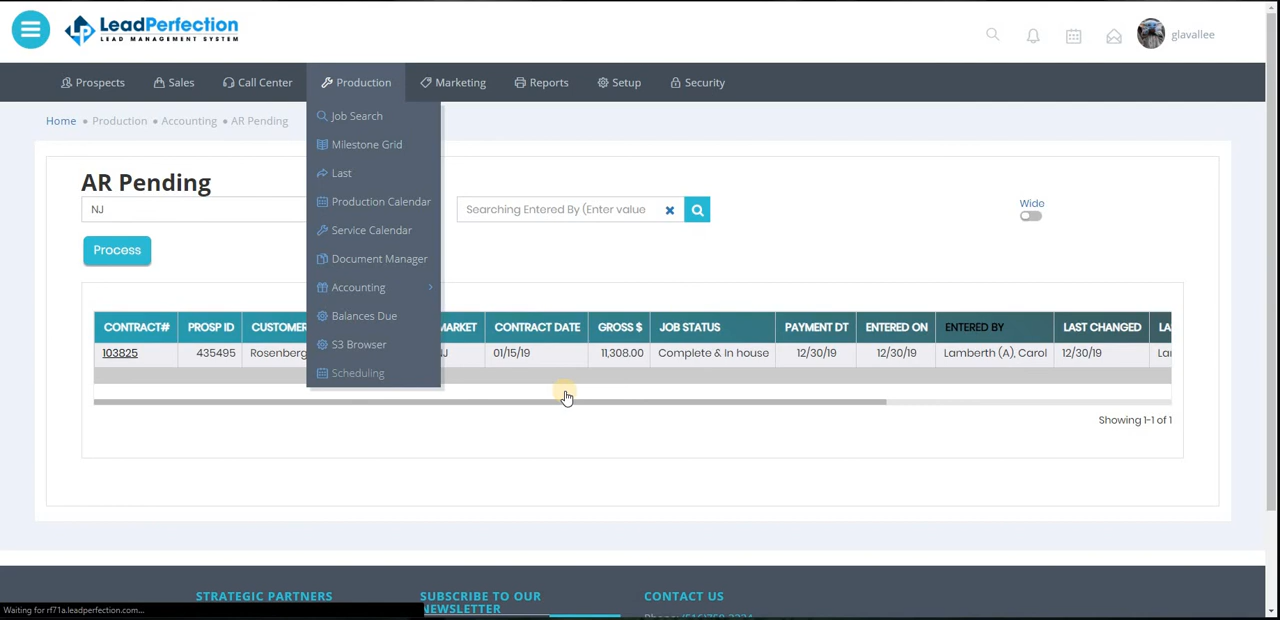 LeadPerfection
LEAD MANAGEMENT SYSTEM
glavallee
Prospects Sales Call Center Production Marketing Reports Setup Security
Home Production Accounting AR Pending
Job Search
Milestone Grid
Last
Production Calendar
Service Calendar
Document Manager
Accounting
Balances Due
S3 Browser
Scheduling
AR Pending
NJ
Searching Entered By (Enter value
Wide
Process
CONTRACT# PROSP ID CUSTOMER MARKET CONTRACT DATE GROSS $ JOB STATUS PAYMENT DT ENTERED ON ENTERED BY LAST CHANGED
103825 435495 Rosenberg NJ 01/15/19 11,308.00 Complete & In house 12/30/19 12/30/19 Lamberth (A), Carol 12/30/19
Showing 1-1 of 1
STRATEGIC PARTNERS
SUBSCRIBE TO OUR
NEWSLETTER
CONTACT US
Waiting for rf71a.leadperfection.com...